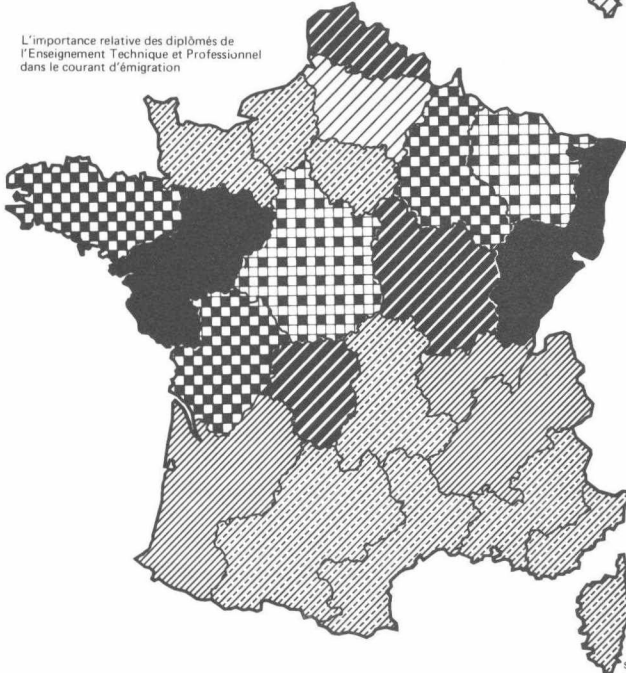 L'importance relative des diplômés de
l'Enseignement Technique et Professionnel
dans le courant d'émigration